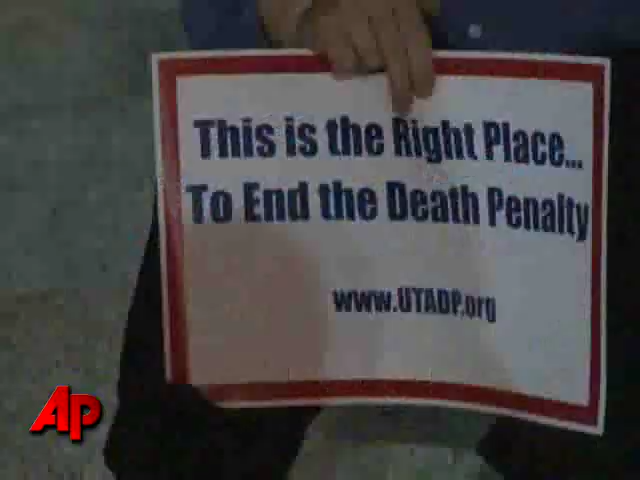 This is the Right Place...
To End the Death Penalty
www.UTADP.org
AP